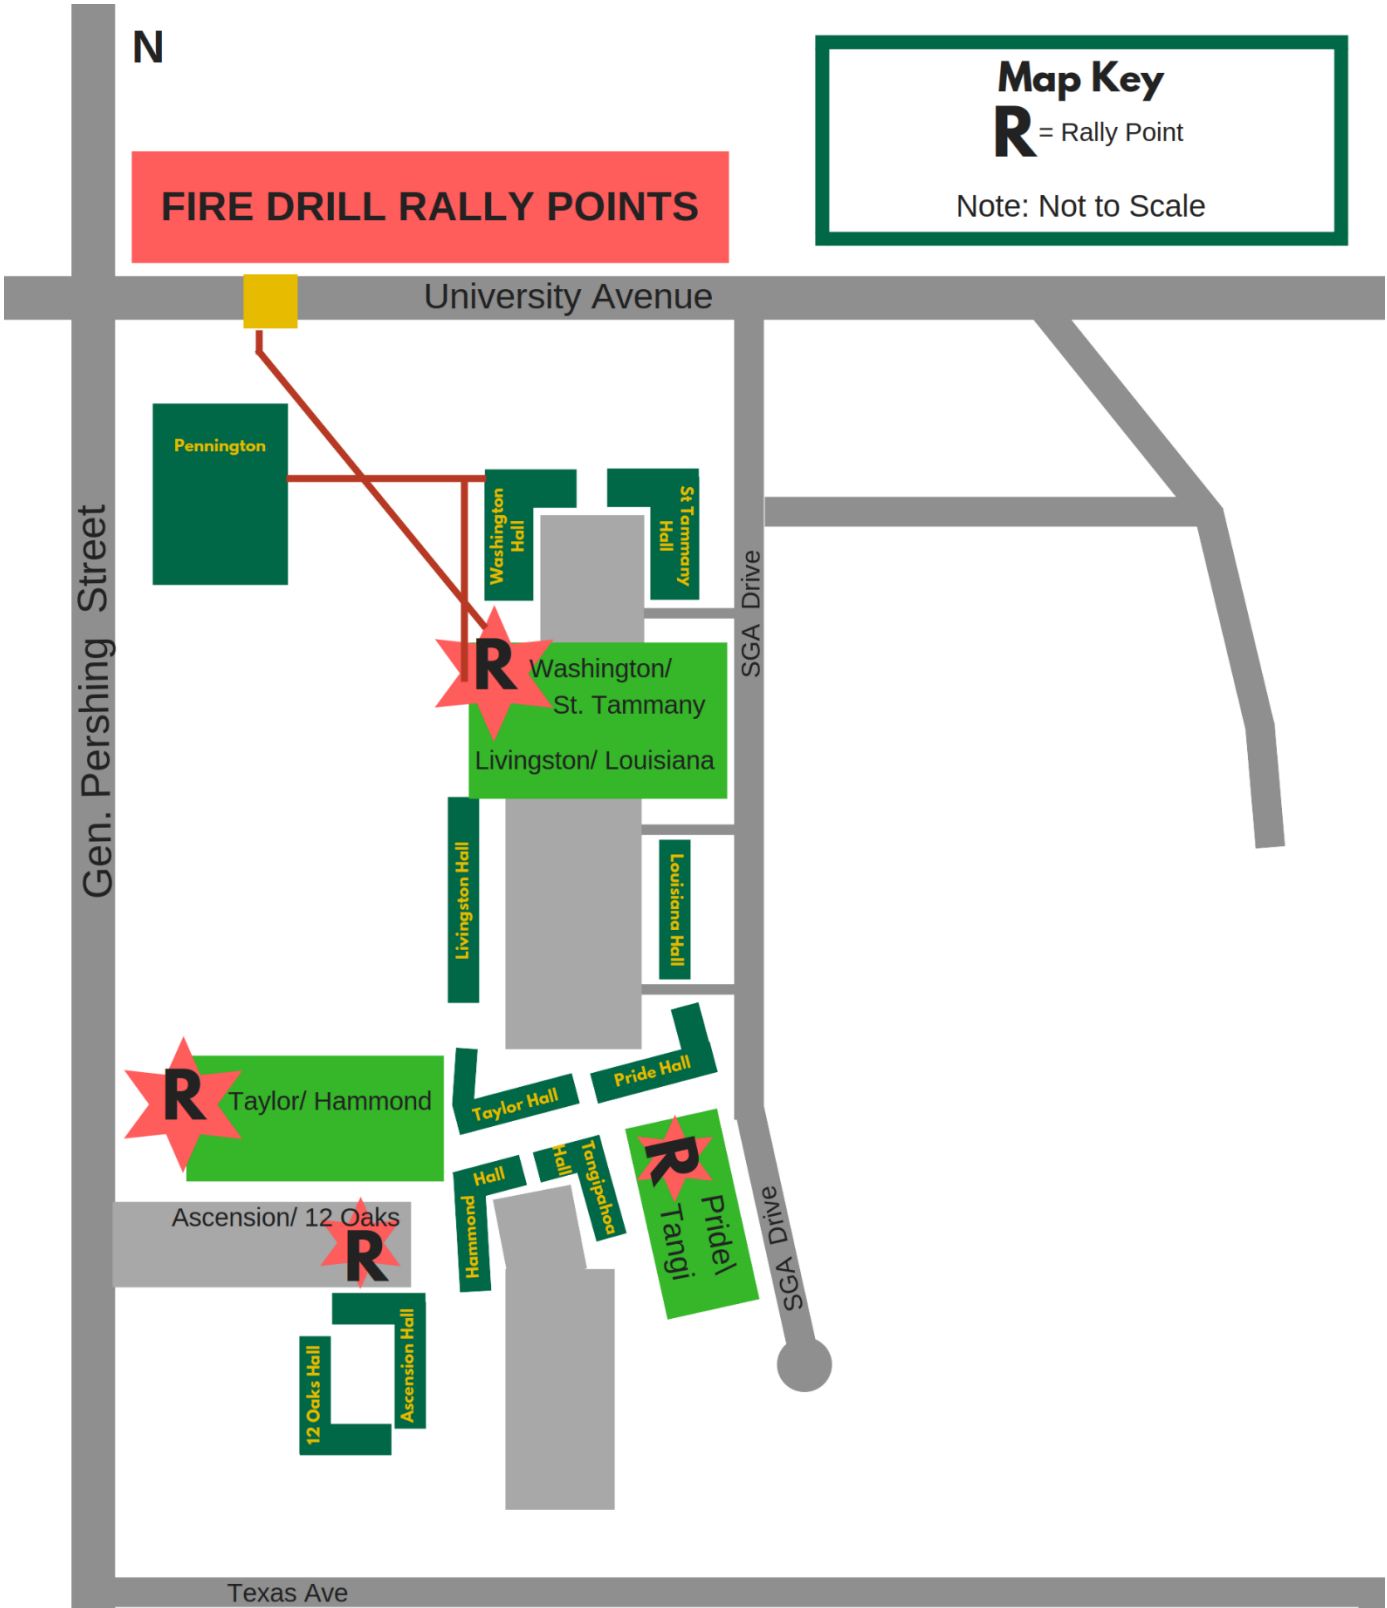 N
Map Key
R = Rally Point
Note: Not to Scale
FIRE DRILL RALLY POINTS
University Avenue
Gen. Pershing Street
Pennington
Washington
Hall
St Tammany
Hall
SGA Drive
R
Washington/
St. Tammany
Livingston/ Louisiana
Livingston Hall
Louisiana Hall
R
Taylor/ Hammond
Taylor Hall
Pride Hall
Hammond
Hall
Tangipahoa
Hall
R
Pride\
Tangi
SGA Drive
Ascension/ 12 Oaks
R
Ascension Hall
12 Oaks Hall
Texas Ave